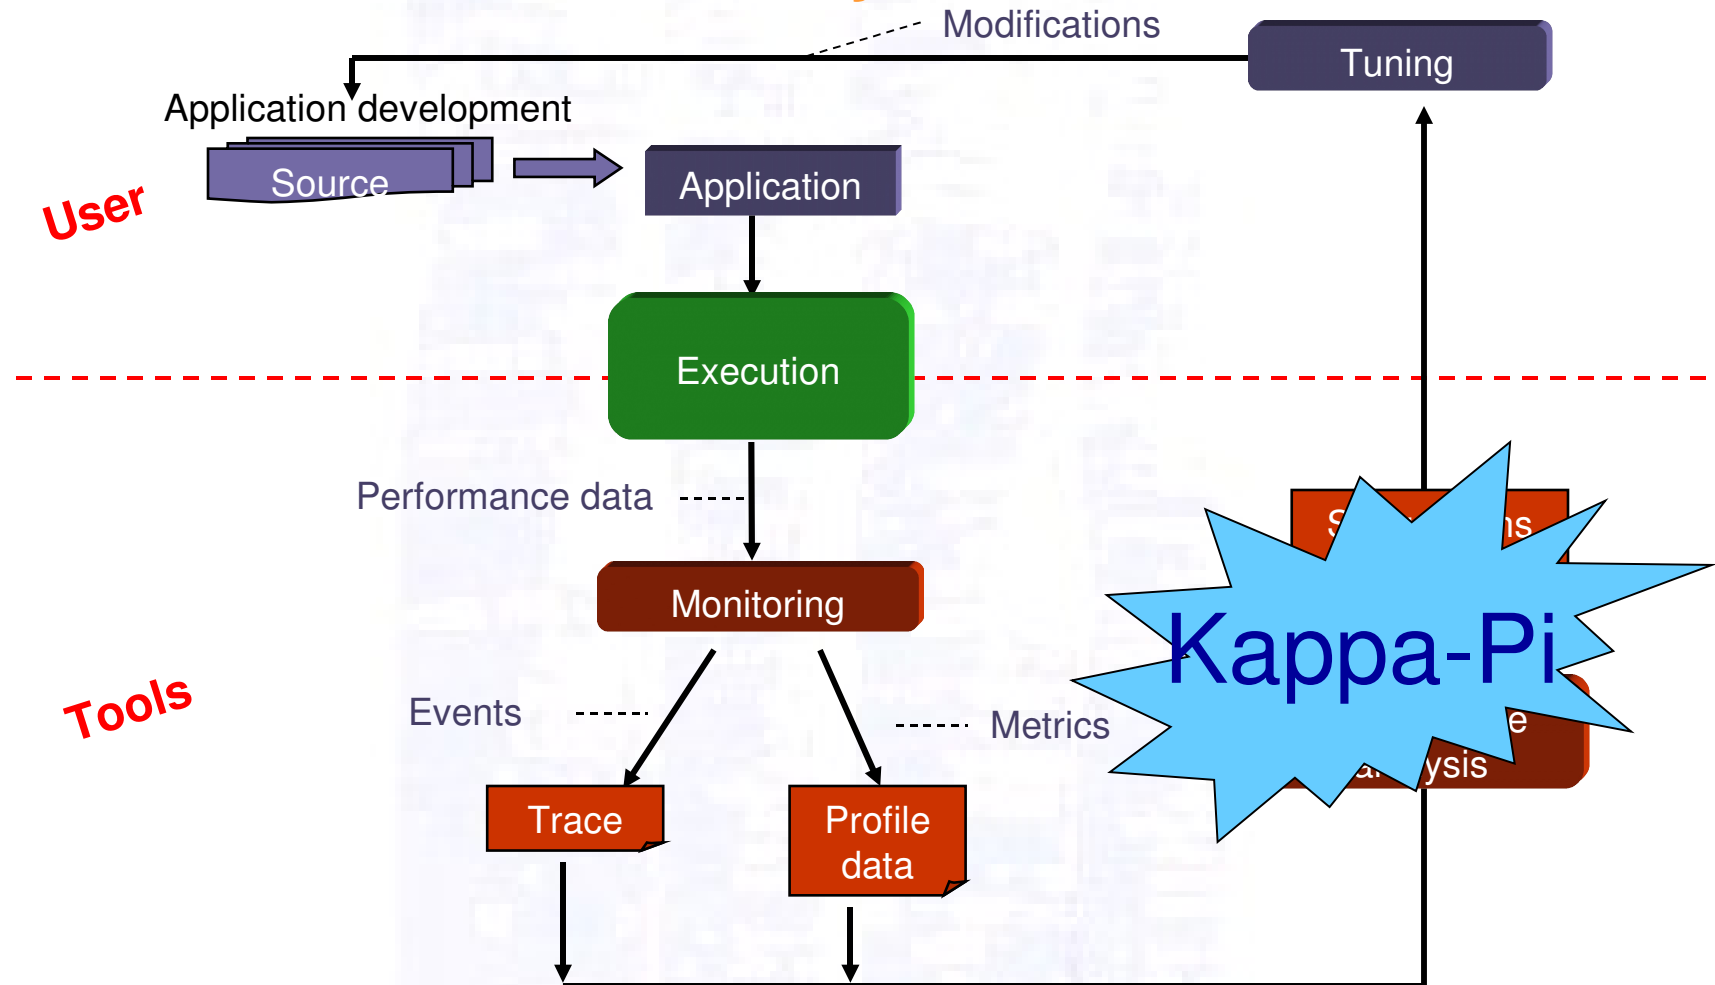 Modifications
Tuning
Application development
Source
Application
User
Execution
Performance data
Monitoring
Kappa-Pi
Tools
Events
Metrics
Trace
Profile
data